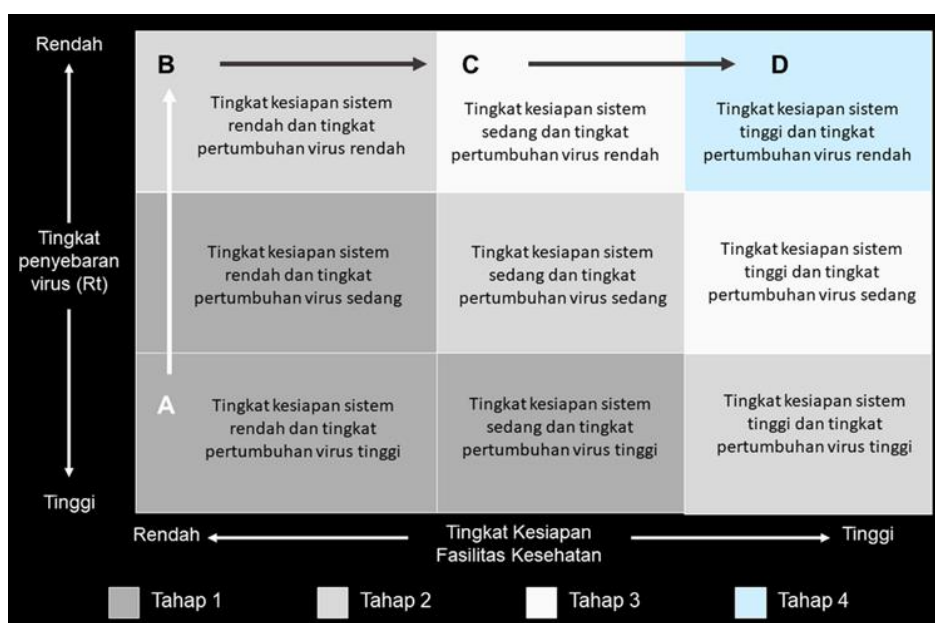 Rendah
B
C
D
Tingkat kesiapan sistem
rendah dan tingkat
pertumbuhan virus rendah
Tingkat kesiapan sistem
sedang dan tingkat
pertumbuhan virus rendah
Tingkat kesiapan sistem
tinggi dan tingkat
pertumbuhan virus rendah
Tingkat
penyebaran
virus (Rt)
Tingkat kesiapan sistem
rendah dan tingkat
pertumbuhan virus sedang
Tingkat kesiapan sistem
sedang dan tingkat
pertumbuhan virus sedang
Tingkat kesiapan sistem
tinggi dan tingkat
pertumbuhan virus sedang
A
Tingkat kesiapan sistem
rendah dan tingkat
pertumbuhan virus tinggi
Tingkat kesiapan sistem
sedang dan tingkat
pertumbuhan virus tinggi
Tingkat kesiapan sistem
tinggi dan tingkat
pertumbuhan virus tinggi
Tinggi
Rendah
Tingkat Kesiapan
Fasilitas Kesehatan
Tinggi
Tahap 1
Tahap 2
Tahap 3
Tahap 4